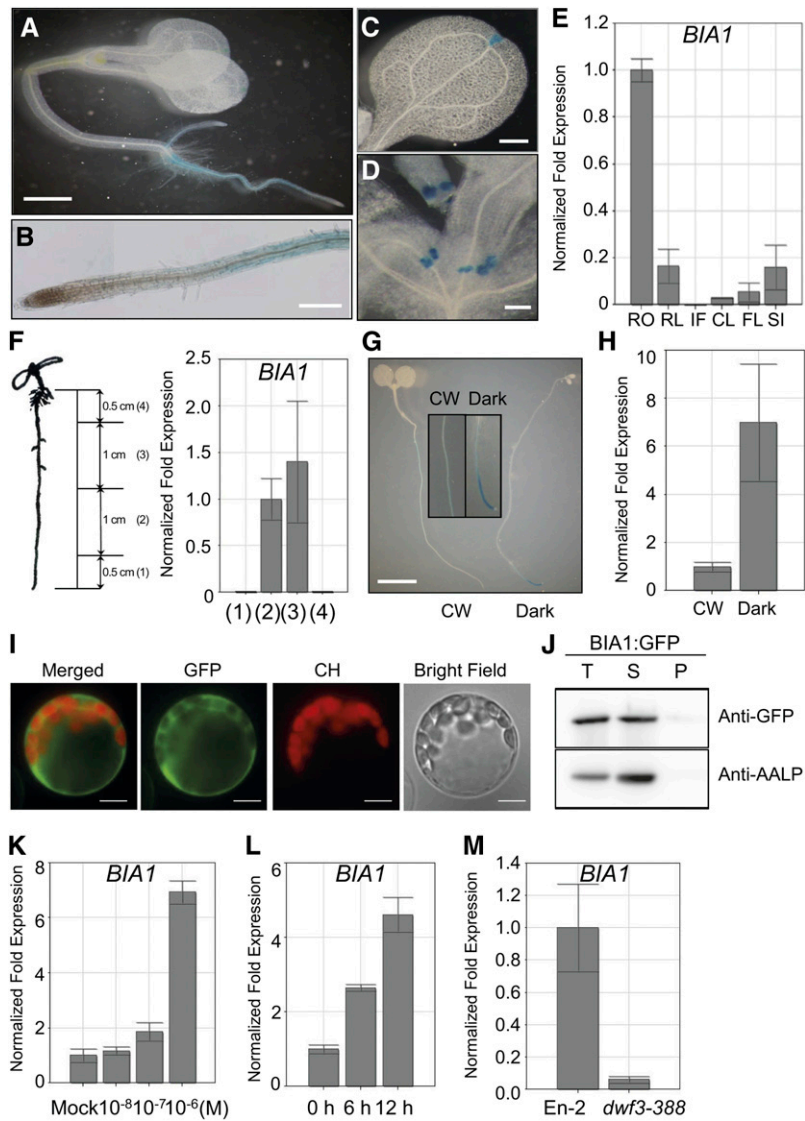 A
B
C
D
E
BIA1
Normalized Fold Expression
1.2
1.0
0.8
0.6
0.4
0.2
0
RO RL IF CL FL SI
F
0.5 cm (4)
1 cm (3)
1 cm (2)
0.5 cm (1)
BIA1
Normalized Fold Expression
2.5
2.0
1.5
1.0
0.5
0
(1) (2) (3) (4)
G
CW Dark
CW Dark
H
Normalized Fold Expression
10
8
6
4
2
0
CW Dark
I
Merged GFP CH Bright Field
J
BIA1:GFP
T S P
Anti-GFP
Anti-AALP
K
BIA1
Normalized Fold Expression
8
6
4
2
0
Mock 10⁻⁸ 10⁻⁷ 10⁻⁶ (M)
L
BIA1
Normalized Fold Expression
6
4
2
0
0 h 6 h 12 h
M
BIA1
Normalized Fold Expression
1.4
1.2
1.0
0.8
0.6
0.4
0.2
0.0
En-2 dwf3-388